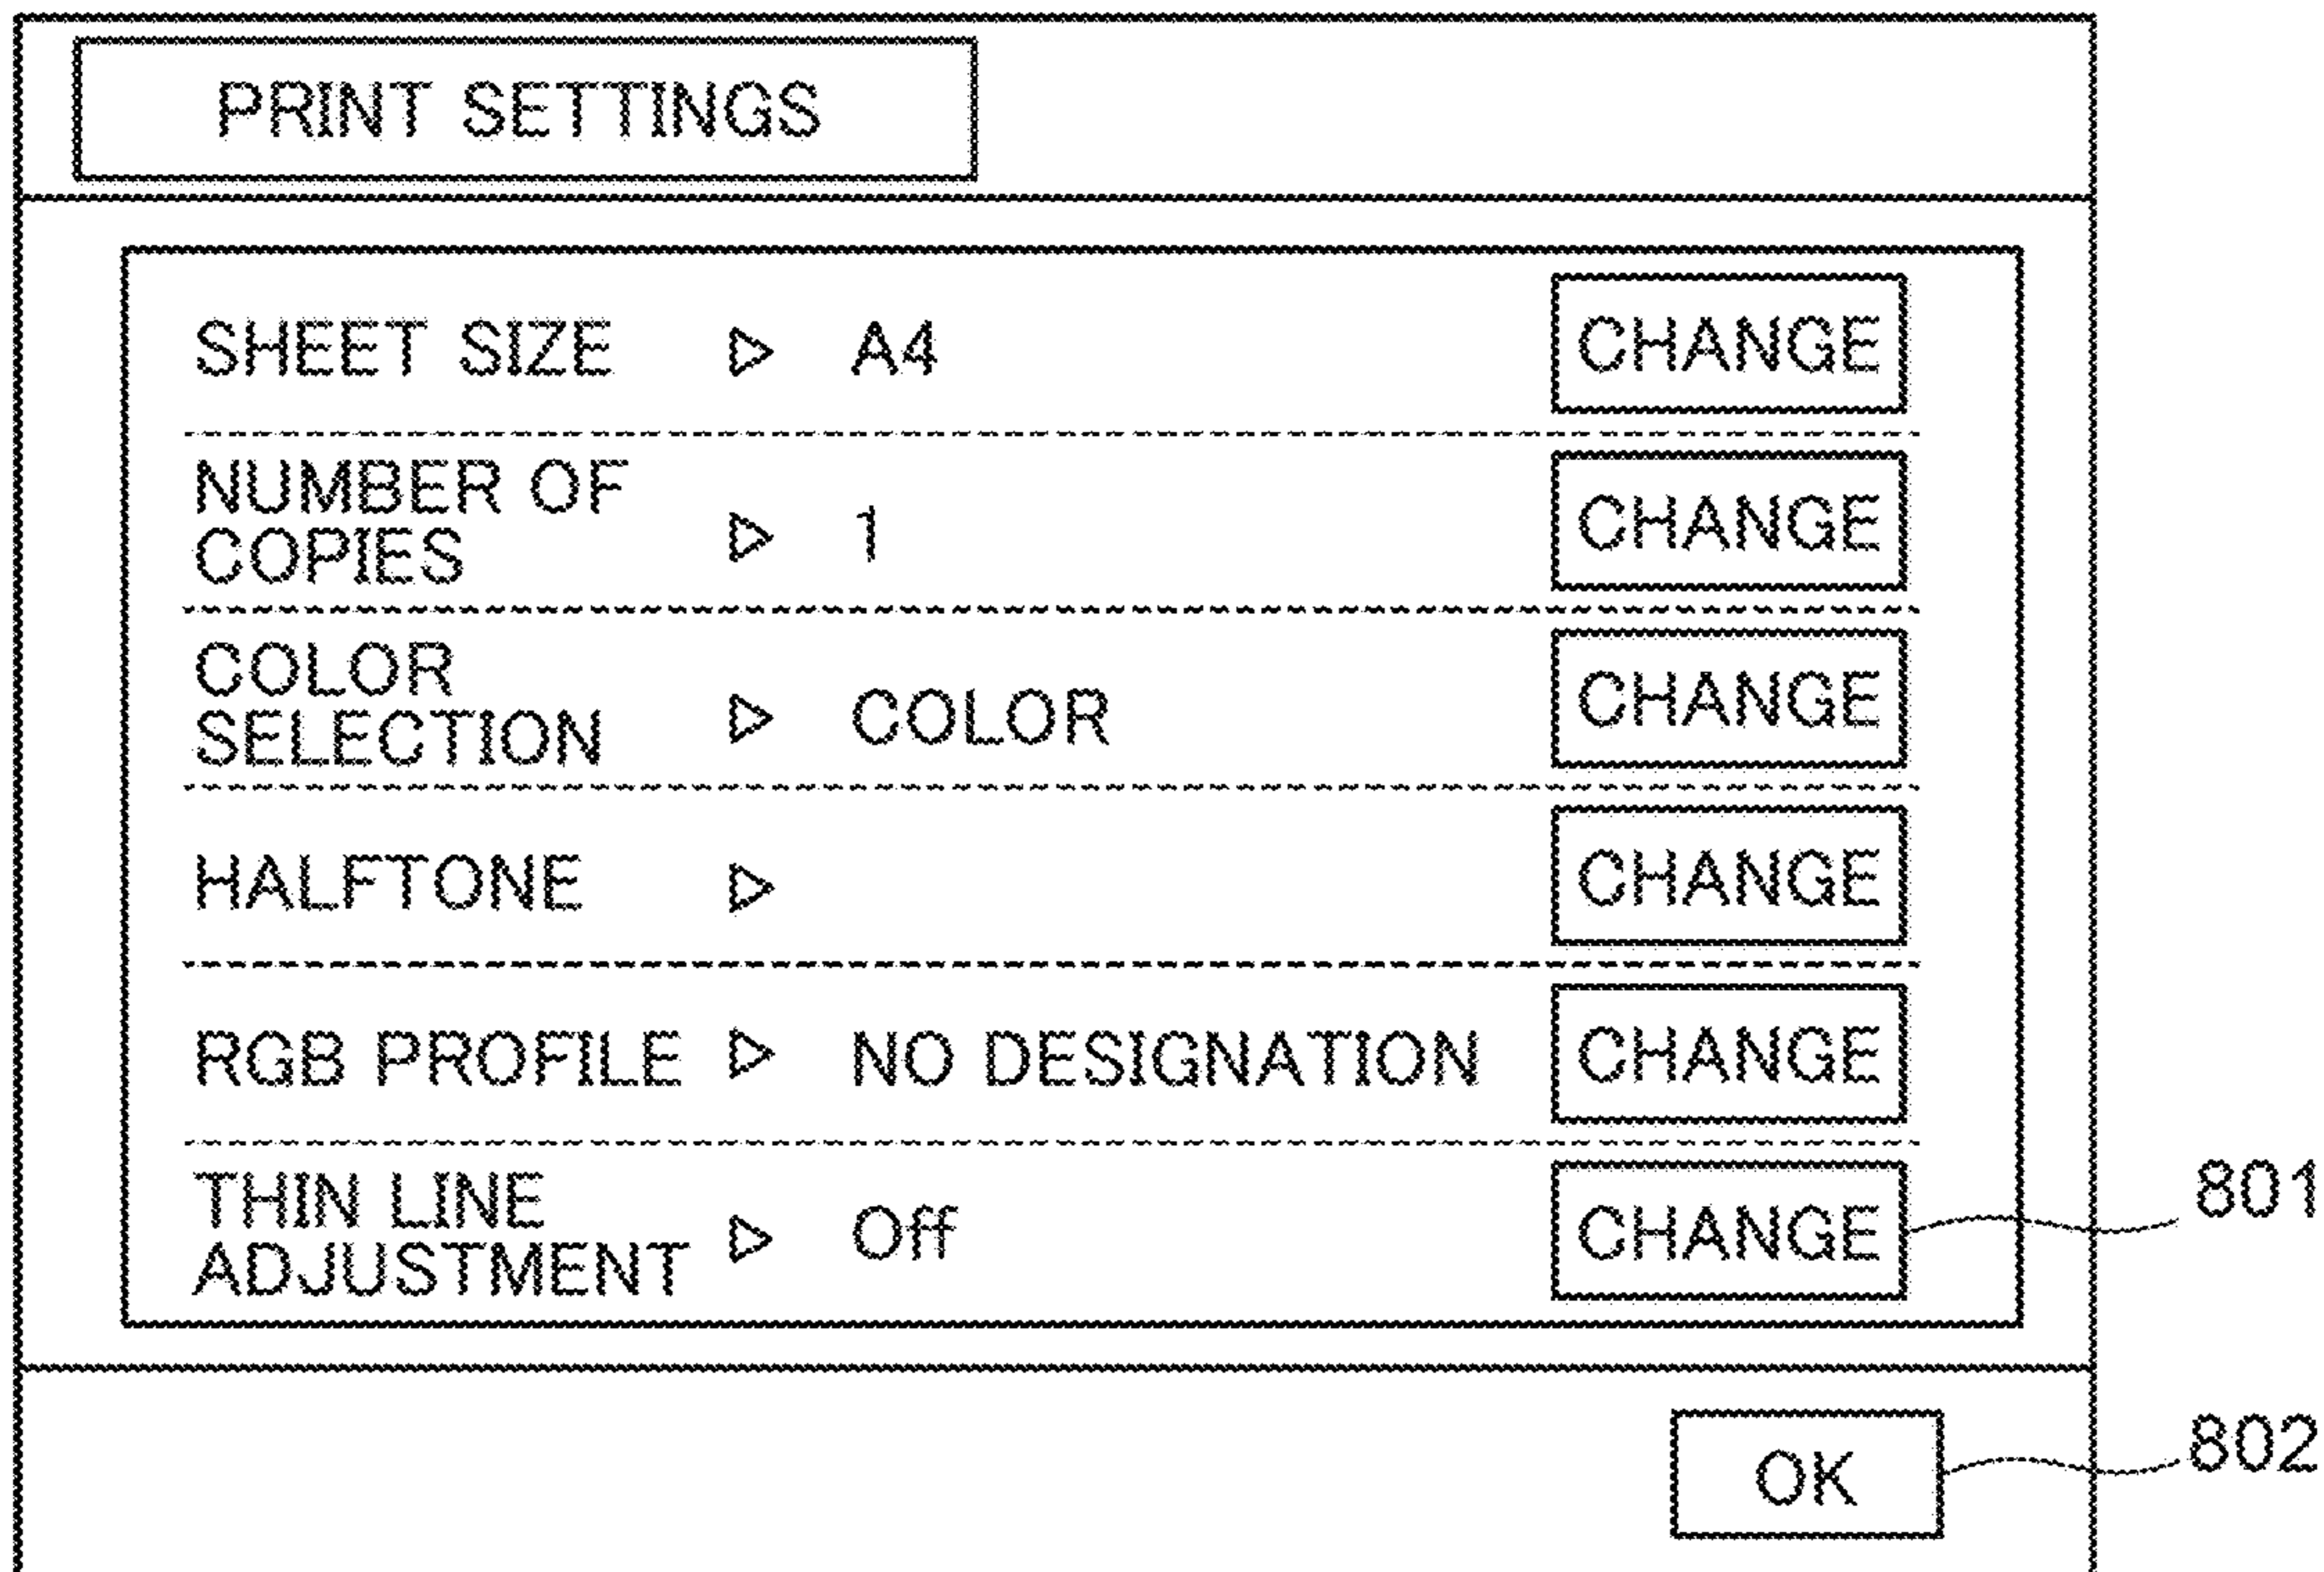 PRINT SETTINGS
SHEET SIZE ▷ A4 CHANGE
NUMBER OF
COPIES ▷ 1 CHANGE
COLOR
SELECTION ▷ COLOR CHANGE
HALFTONE ▷ CHANGE
RGB PROFILE ▷ NO DESIGNATION CHANGE
THIN LINE
ADJUSTMENT ▷ Off CHANGE 801
OK 802